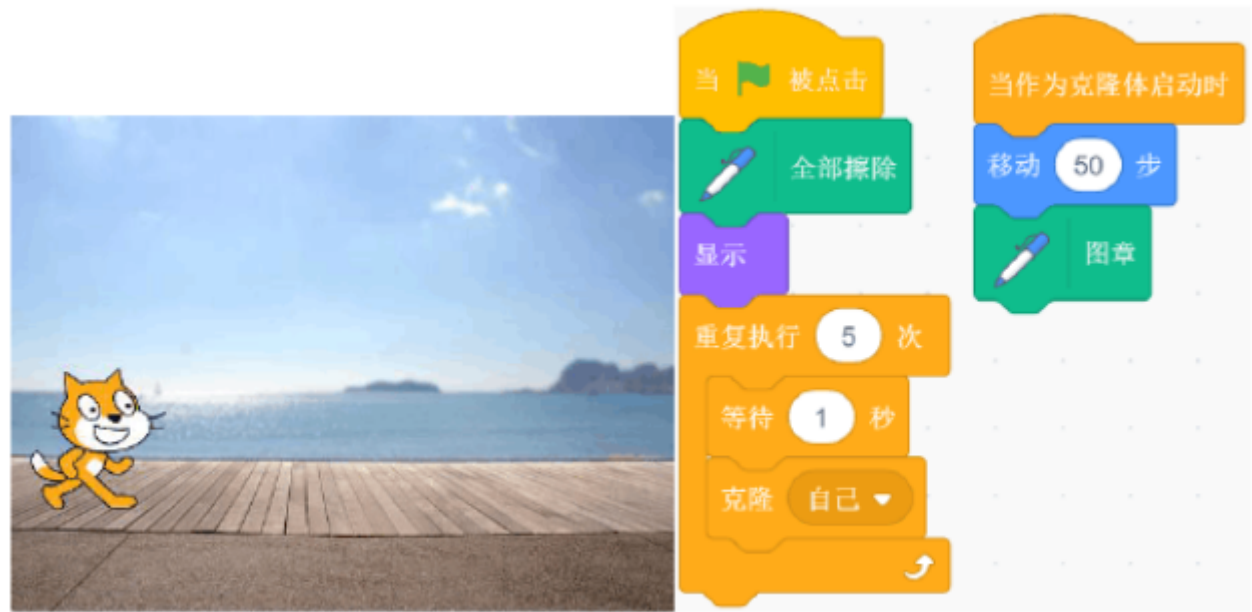 当 被点击
全部擦除
显示
重复执行 5 次
等待 1 秒
克隆 自己
当作为克隆体启动时
移动 50 步
图章